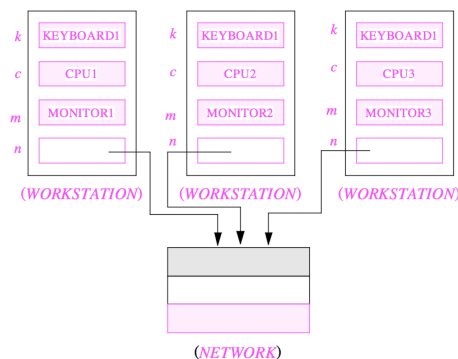 k KEYBOARD1 k KEYBOARD1 k KEYBOARD1
c CPU1 c CPU2 c CPU3
m MONITOR1 m MONITOR2 m MONITOR3
n n n
(WORKSTATION) (WORKSTATION) (WORKSTATION)
(NETWORK)